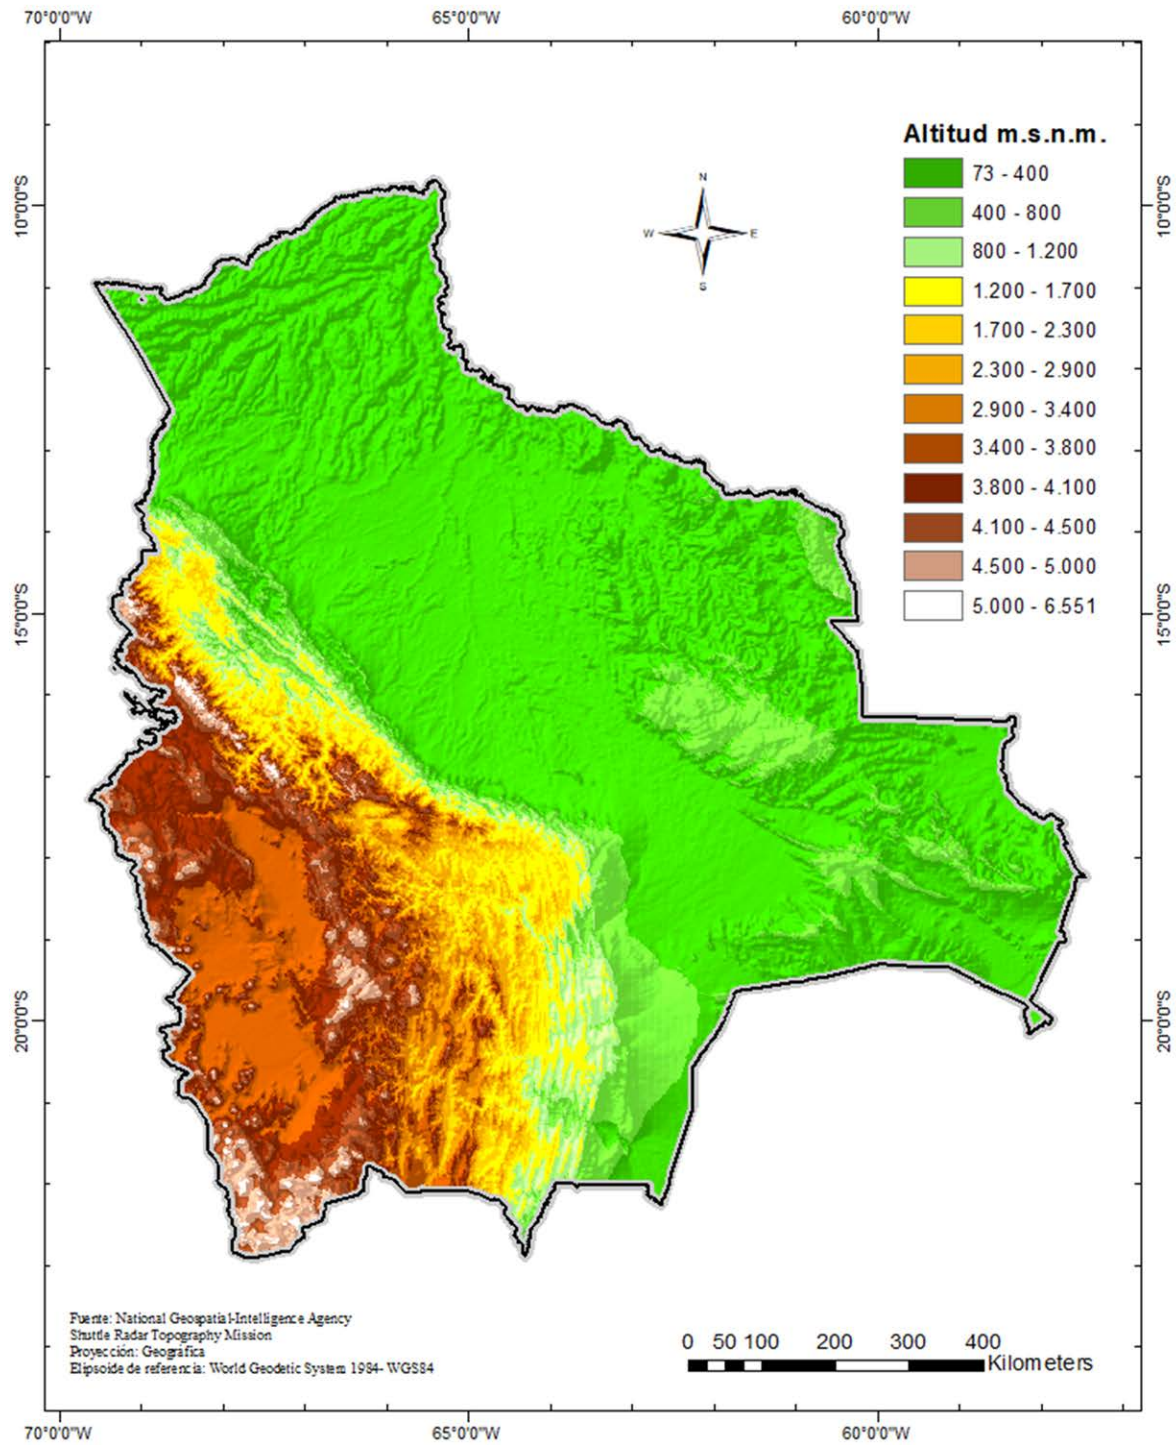 70°0'0"W 65°0'0"W 60°0'0"W
10°0'0"S
10°0'0"S
N
W E
S
Altitud m.s.n.m.
73 - 400
400 - 800
800 - 1.200
1.200 - 1.700
1.700 - 2.300
2.300 - 2.900
2.900 - 3.400
3.400 - 3.800
3.800 - 4.100
4.100 - 4.500
4.500 - 5.000
5.000 - 6.551
15°0'0"S
15°0'0"S
20°0'0"S
20°0'0"S
Fuente: National Geospatial-Intelligence Agency
Shuttle Radar Topography Mission
Proyección: Geográfica
Elipsoide de referencia: World Geodetic System 1984- WGS84
0 50 100 200 300 400
Kilometers
70°0'0"W 65°0'0"W 60°0'0"W